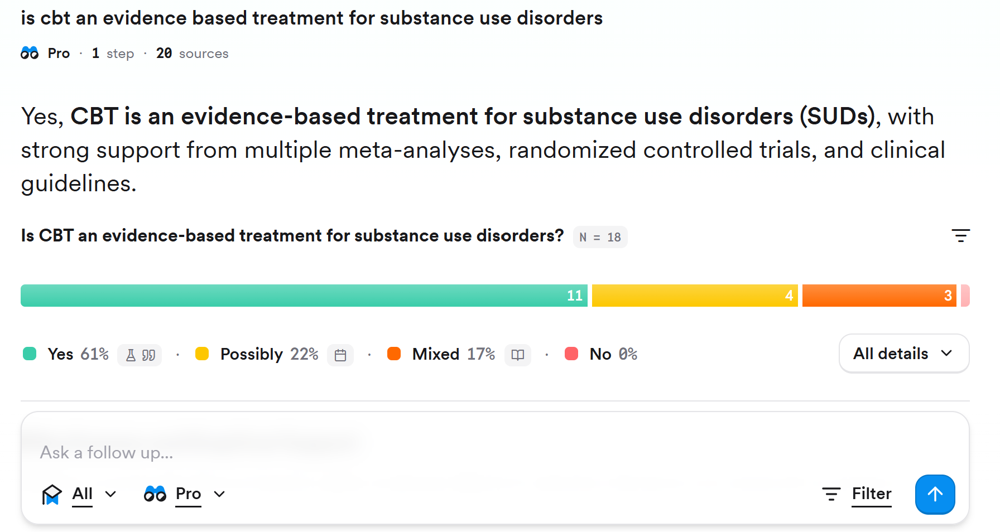 is cbt an evidence based treatment for substance use disorders
Pro · 1 step · 20 sources
Yes, CBT is an evidence-based treatment for substance use disorders (SUDs), with
strong support from multiple meta-analyses, randomized controlled trials, and clinical
guidelines.
Is CBT an evidence-based treatment for substance use disorders? N = 18
11 4 3
Yes 61% · Possibly 22% · Mixed 17% · No 0% All details
Ask a follow up...
All Pro Filter